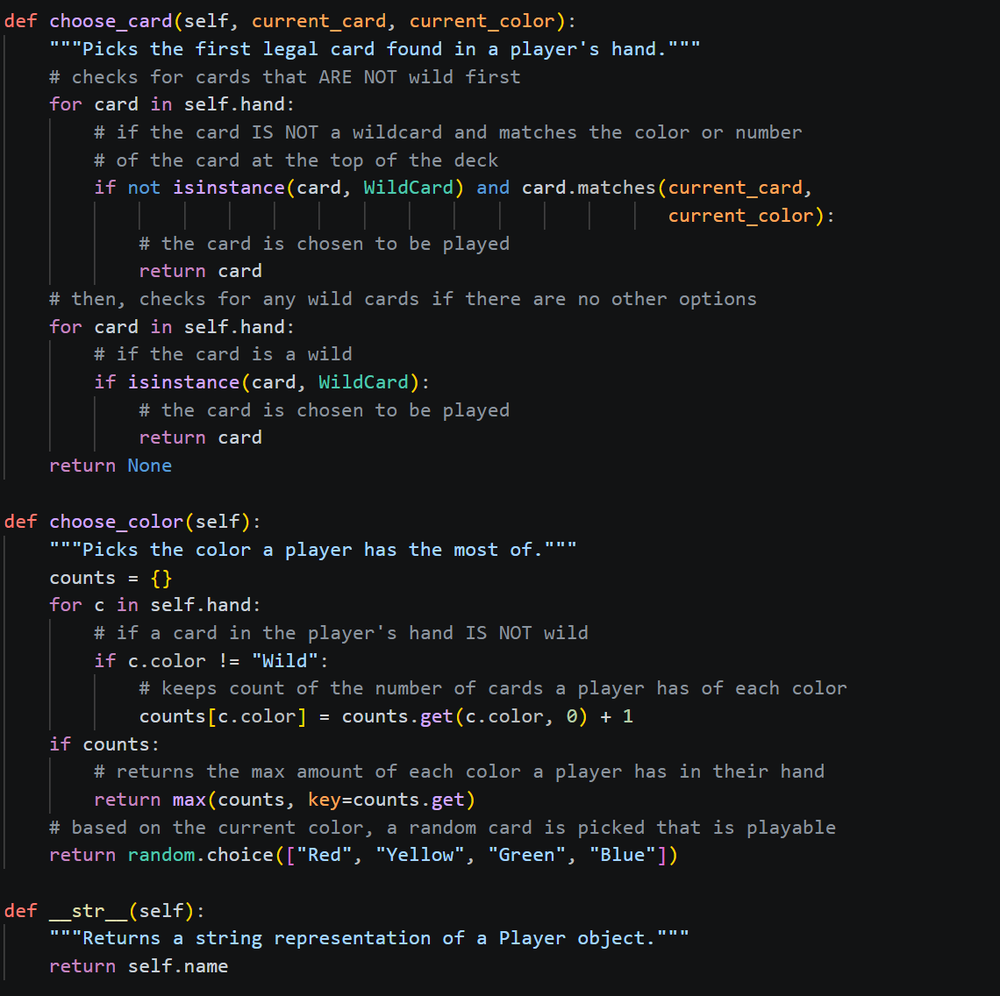 def choose_card(self, current_card, current_color):
    """Picks the first legal card found in a player's hand."""
    # checks for cards that ARE NOT wild first
    for card in self.hand:
        # if the card IS NOT a wildcard and matches the color or number
        # of the card at the top of the deck
        if not isinstance(card, WildCard) and card.matches(current_card,
                                                           current_color):
            # the card is chosen to be played
            return card
    # then, checks for any wild cards if there are no other options
    for card in self.hand:
        # if the card is a wild
        if isinstance(card, WildCard):
            # the card is chosen to be played
            return card
    return None

def choose_color(self):
    """Picks the color a player has the most of."""
    counts = {}
    for c in self.hand:
        # if a card in the player's hand IS NOT wild
        if c.color != "Wild":
            # keeps count of the number of cards a player has of each color
            counts[c.color] = counts.get(c.color, 0) + 1
    if counts:
        # returns the max amount of each color a player has in their hand
        return max(counts, key=counts.get)
    # based on the current color, a random card is picked that is playable
    return random.choice(["Red", "Yellow", "Green", "Blue"])

def __str__(self):
    """Returns a string representation of a Player object."""
    return self.name